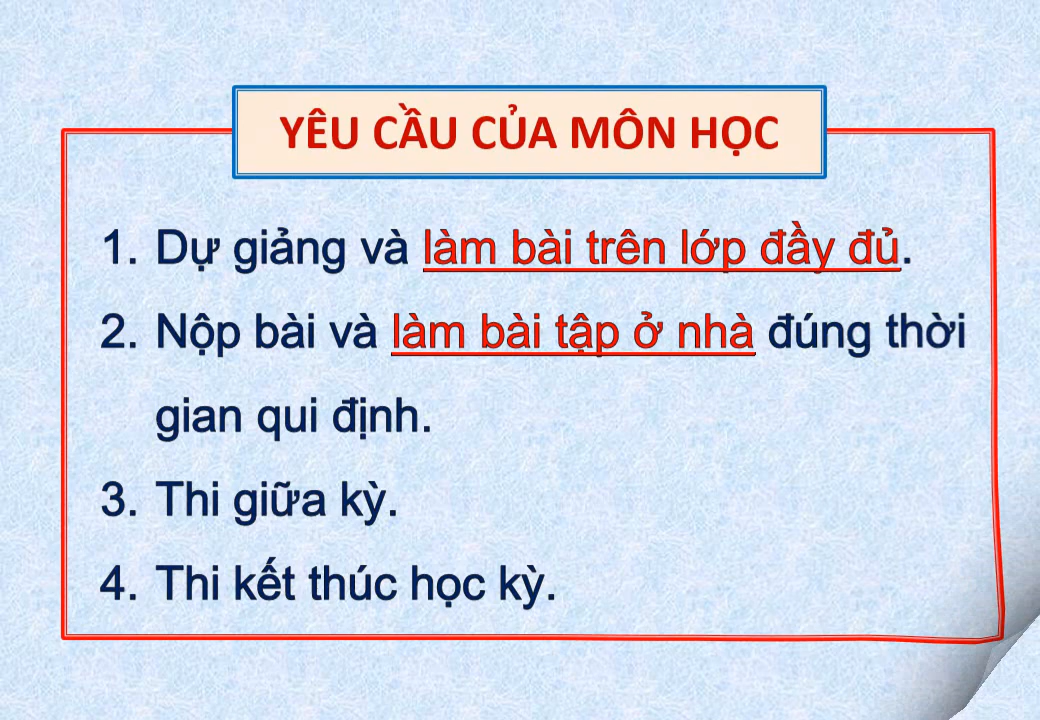 YÊU CẦU CỦA MÔN HỌC
1. Dự giảng và làm bài trên lớp đầy đủ.
2. Nộp bài và làm bài tập ở nhà đúng thời
gian qui định.
3. Thi giữa kỳ.
4. Thi kết thúc học kỳ.